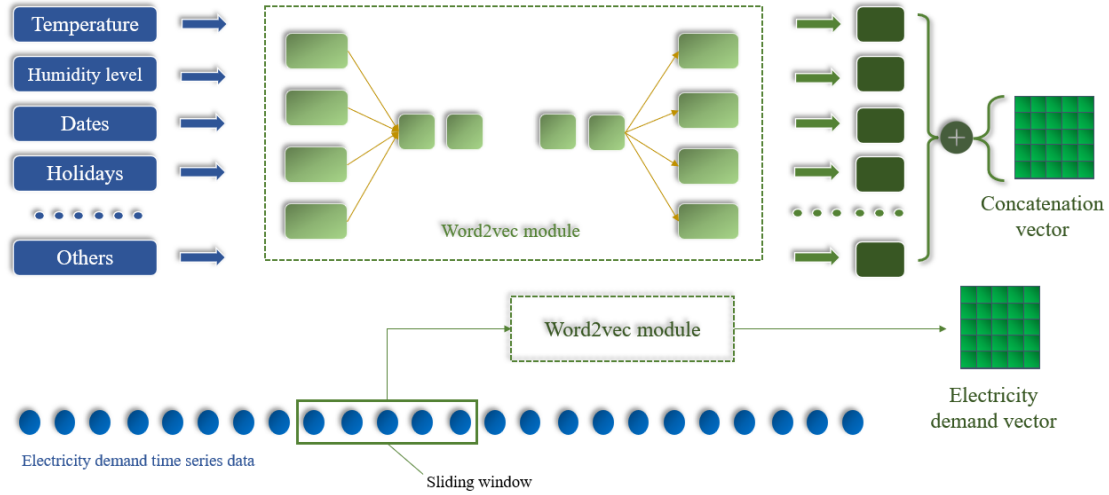 Temperature
Humidity level
Dates
Holidays
Others
Word2vec module
+
Concatenation
vector
Word2vec module
Electricity
demand vector
Electricity demand time series data
Sliding window